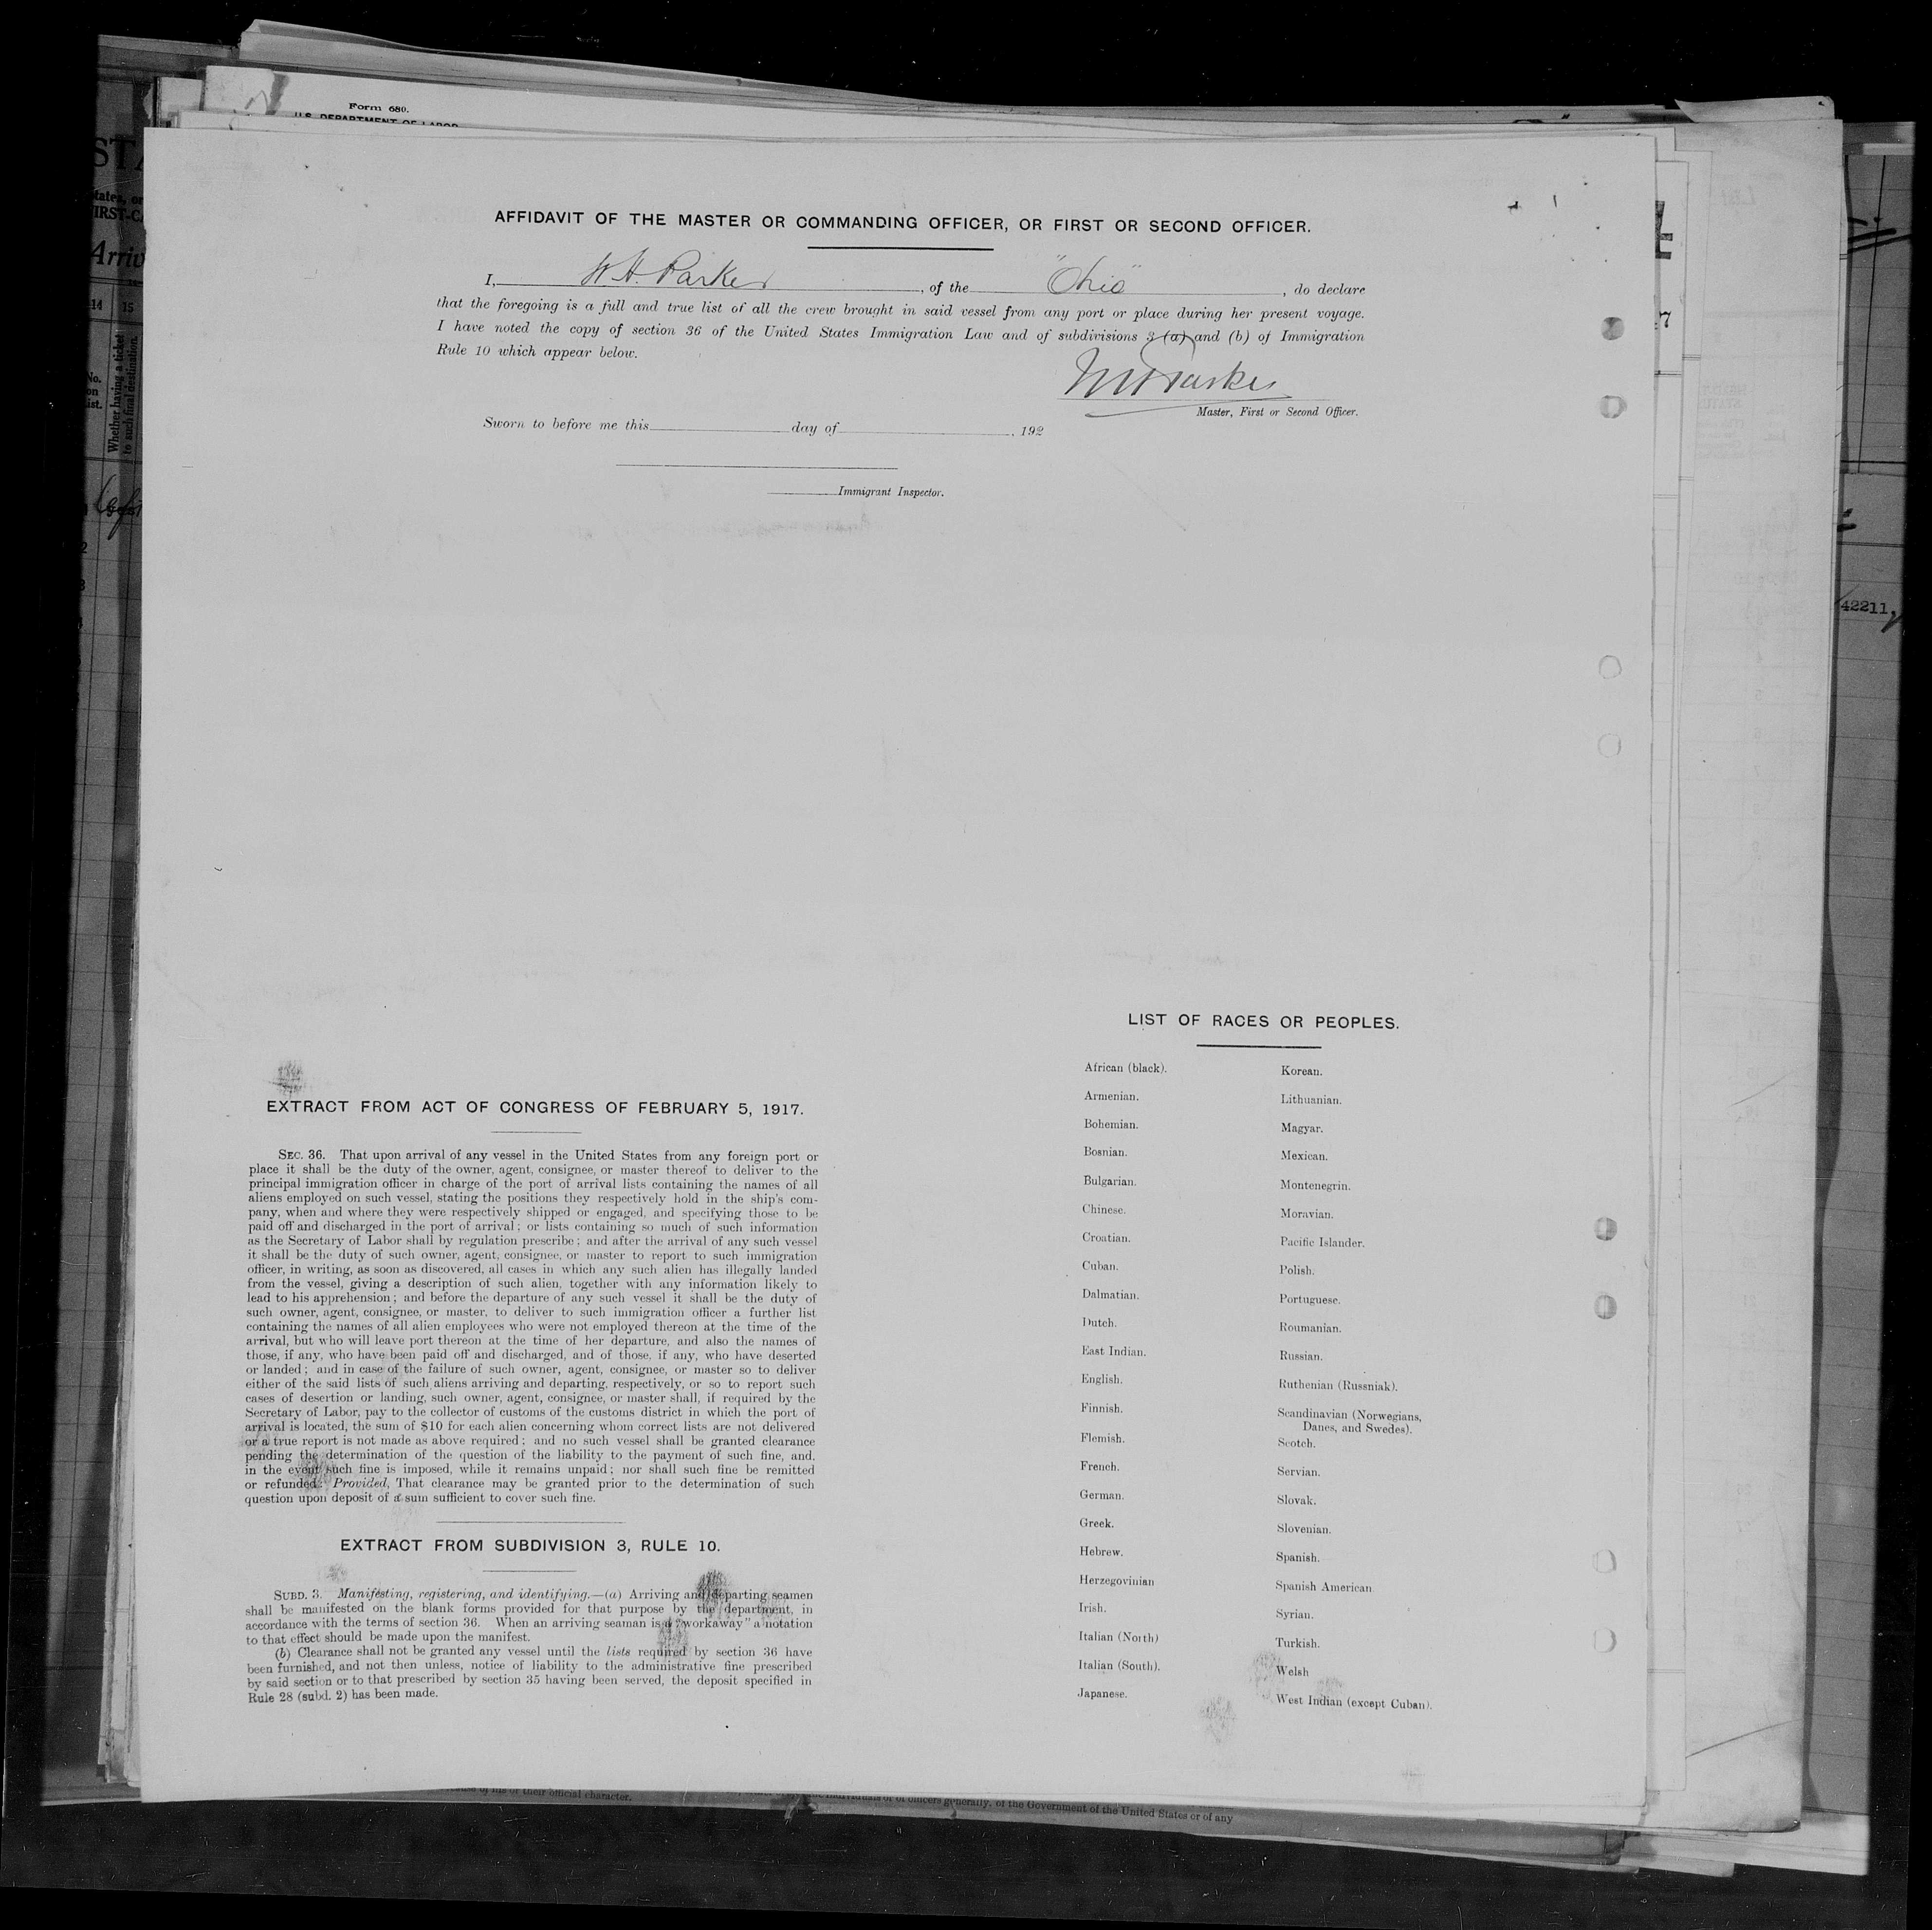 Form 680.
U.S. DEPARTMENT OF LABOR
AFFIDAVIT OF THE MASTER OR COMMANDING OFFICER, OR FIRST OR SECOND OFFICER.
I, W. H. Parker, of the "Ohio", do declare
that the foregoing is a full and true list of all the crew brought in said vessel from any port or place during her present voyage.
I have noted the copy of section 36 of the United States Immigration Law and of subdivisions 3 (a) and (b) of Immigration
Rule 10 which appear below.
WH Parker
Master, First or Second Officer.
Sworn to before me this day of , 192
Immigrant Inspector.
EXTRACT FROM ACT OF CONGRESS OF FEBRUARY 5, 1917.
SEC. 36. That upon arrival of any vessel in the United States from any foreign port or
place it shall be the duty of the owner, agent, consignee, or master thereof to deliver to the
principal immigration officer in charge of the port of arrival lists containing the names of all
aliens employed on such vessel, stating the positions they respectively hold in the ship's com-
pany, when and where they were respectively shipped or engaged, and specifying those to be
paid off and discharged in the port of arrival; or lists containing so much of such information
as the Secretary of Labor shall by regulation prescribe; and after the arrival of any such vessel
it shall be the duty of such owner, agent, consignee, or master to report to such immigration
officer, in writing, as soon as discovered, all cases in which any such alien has illegally landed
from the vessel, giving a description of such alien, together with any information likely to
lead to his apprehension; and before the departure of any such vessel it shall be the duty of
such owner, agent, consignee, or master, to deliver to such immigration officer a further list
containing the names of all alien employees who were not employed thereon at the time of the
arrival, but who will leave port thereon at the time of her departure, and also the names of
those, if any, who have been paid off and discharged, and of those, if any, who have deserted
or landed; and in case of the failure of such owner, agent, consignee, or master so to deliver
either of the said lists of such aliens arriving and departing, respectively, or so to report such
cases of desertion or landing, such owner, agent, consignee, or master shall, if required by the
Secretary of Labor, pay to the collector of customs of the customs district in which the port of
arrival is located, the sum of $10 for each alien concerning whom correct lists are not delivered
or a true report is not made as above required; and no such vessel shall be granted clearance
pending the determination of the question of the liability to the payment of such fine, and,
in the event such fine is imposed, while it remains unpaid; nor shall such fine be remitted
or refunded: Provided, That clearance may be granted prior to the determination of such
question upon deposit of a sum sufficient to cover such fine.
EXTRACT FROM SUBDIVISION 3, RULE 10.
SUBD. 3. Manifesting, registering, and identifying.—(a) Arriving and departing seamen
shall be manifested on the blank forms provided for that purpose by the department, in
accordance with the terms of section 36. When an arriving seaman is a "workaway" a notation
to that effect should be made upon the manifest.
(b) Clearance shall not be granted any vessel until the lists required by section 36 have
been furnished, and not then unless, notice of liability to the administrative fine prescribed
by said section or to that prescribed by section 35 having been served, the deposit specified in
Rule 28 (subd. 2) has been made.
LIST OF RACES OR PEOPLES.
African (black).
Armenian.
Bohemian.
Bosnian.
Bulgarian.
Chinese.
Croatian.
Cuban.
Dalmatian.
Dutch.
East Indian.
English.
Finnish.
Flemish.
French.
German.
Greek.
Hebrew.
Herzegovinian
Irish.
Italian (North)
Italian (South).
Japanese.
Korean.
Lithuanian.
Magyar.
Mexican.
Montenegrin.
Moravian.
Pacific Islander.
Polish.
Portuguese.
Roumanian.
Russian.
Ruthenian (Russniak).
Scandinavian (Norwegians,
Danes, and Swedes).
Scotch.
Servian.
Slovak.
Slovenian.
Spanish.
Spanish American.
Syrian.
Turkish.
Welsh
West Indian (except Cuban).
42211,
of his or their official character.
officers generally, of the Government of the United States or of any